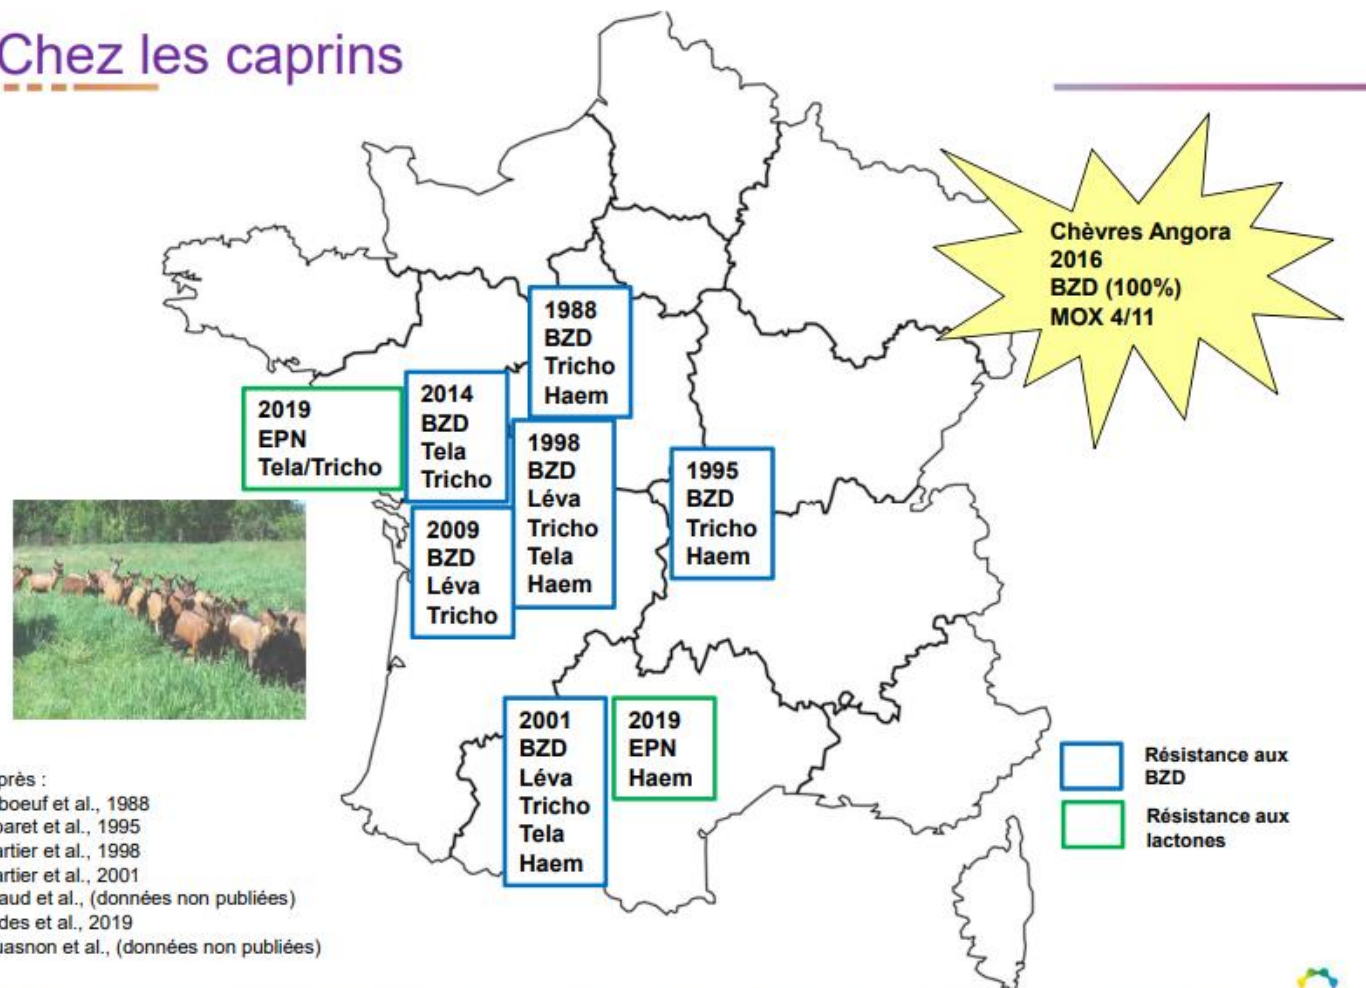 Chez les caprins
Chèvres Angora
2016
BZD (100%)
MOX 4/11
1988
BZD
Tricho
Haem
2019
EPN
Tela/Tricho
2014
BZD
Tela
Tricho
1998
BZD
Léva
Tricho
Tela
Haem
1995
BZD
Tricho
Haem
2009
BZD
Léva
Tricho
2001
BZD
Léva
Tricho
Tela
Haem
2019
EPN
Haem
Résistance aux
BZD
Résistance aux
lactones
près :
boeuf et al., 1988
aret et al., 1995
artier et al., 1998
artier et al., 2001
aud et al., (données non publiées)
des et al., 2019
uasnon et al., (données non publiées)